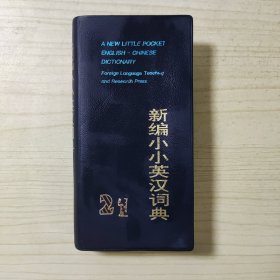 A NEW LITTLE POCKET
ENGLISH – CHINESE
DICTIONARY
Foreign Language Teaching
and Research Press
新编小小英汉词典
21